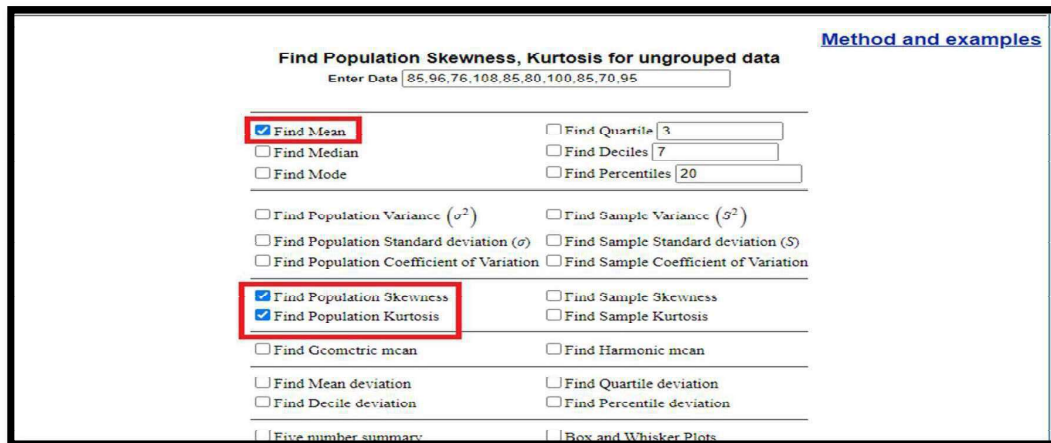 Method and examples
Find Population Skewness, Kurtosis for ungrouped data
Enter Data 85,96,76,108,85,80,100,85,70,95
Find Mean
Find Quartile 3
Find Median
Find Deciles 7
Find Mode
Find Percentiles 20
Find Population Variance (σ²)
Find Sample Variance (S²)
Find Population Standard deviation (σ)
Find Sample Standard deviation (S)
Find Population Coefficient of Variation
Find Sample Coefficient of Variation
Find Population Skewness
Find Sample Skewness
Find Population Kurtosis
Find Sample Kurtosis
Find Geometric mean
Find Harmonic mean
Find Mean deviation
Find Quartile deviation
Find Decile deviation
Find Percentile deviation
Five number summary
Box and Whisker Plots